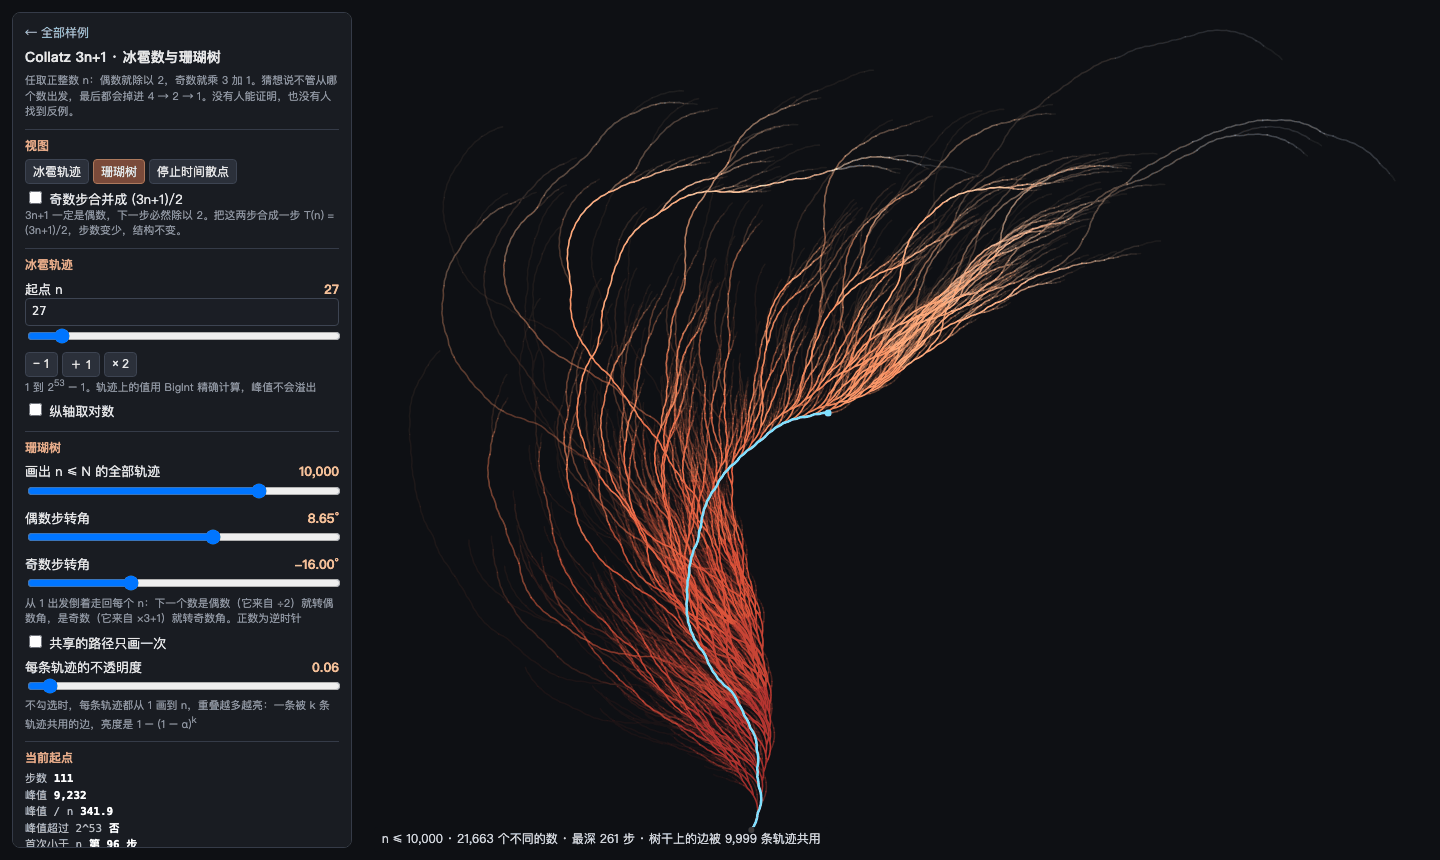 ← 全部样例
Collatz 3n+1 · 冰雹数与珊瑚树
任取正整数 n：偶数就除以 2，奇数就乘 3 加 1。猜想说不管从哪
个数出发，最后都会掉进 4 → 2 → 1。没有人能证明，也没有人
找到反例。
视图
冰雹轨迹 珊瑚树 停止时间散点
奇数步合并成 (3n+1)/2
3n+1 一定是偶数，下一步必然除以 2。把这两步合成一步 T(n) =
(3n+1)/2，步数变少，结构不变。
冰雹轨迹
起点 n 27
27
− 1 + 1 × 2
1 到 2^53 − 1。轨迹上的值用 BigInt 精确计算，峰值不会溢出
纵轴取对数
珊瑚树
画出 n ≤ N 的全部轨迹 10,000
偶数步转角 8.65°
奇数步转角 −16.00°
从 1 出发倒着走回每个 n：下一个数是偶数（它来自 ÷2）就转偶
数角，是奇数（它来自 ×3+1）就转奇数角。正数为逆时针
共享的路径只画一次
每条轨迹的不透明度 0.06
不勾选时，每条轨迹都从 1 画到 n，重叠越多越亮：一条被 k 条
轨迹共用的边，亮度是 1 − (1 − α)^k
当前起点
步数 111
峰值 9,232
峰值 / n 341.9
峰值超过 2^53 否
首次小于 n 第 96 步
n ≤ 10,000 · 21,663 个不同的数 · 最深 261 步 · 树干上的边被 9,999 条轨迹共用